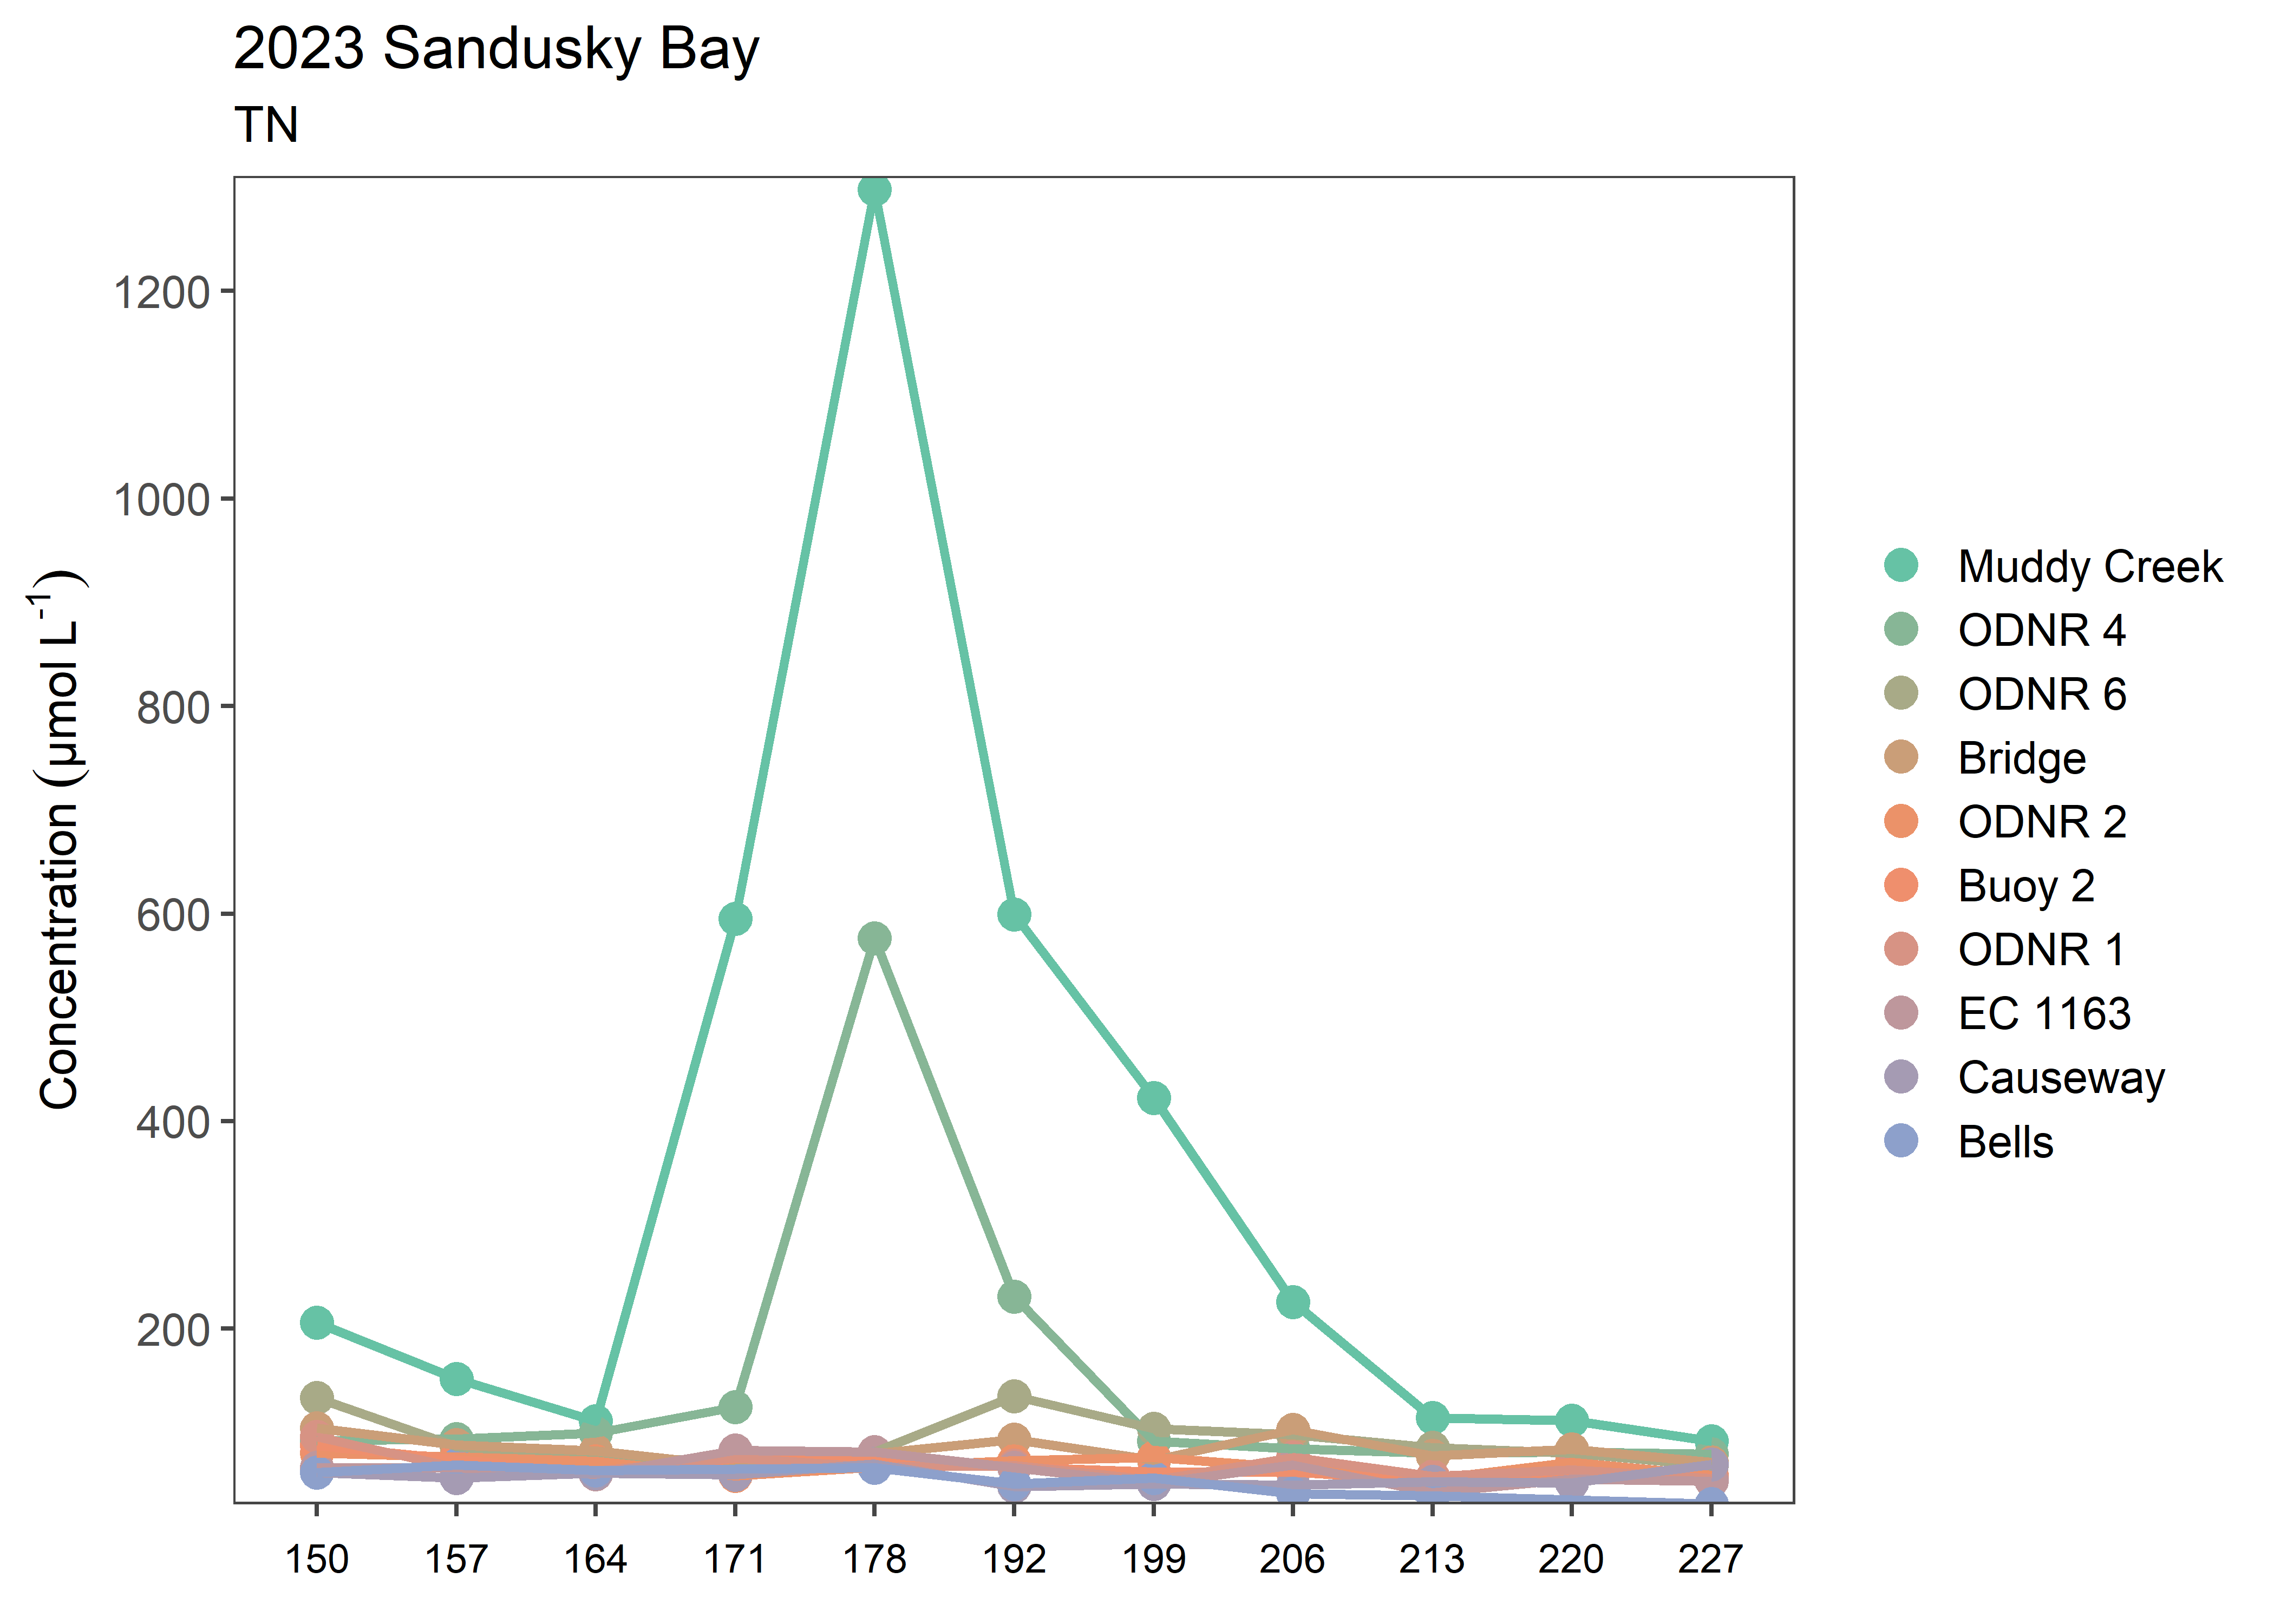 2023 Sandusky Bay
TN
Concentration (µmol L⁻¹)
1200
1000
800
600
400
200
150 157 164 171 178 192 199 206 213 220 227
Muddy Creek
ODNR 4
ODNR 6
Bridge
ODNR 2
Buoy 2
ODNR 1
EC 1163
Causeway
Bells